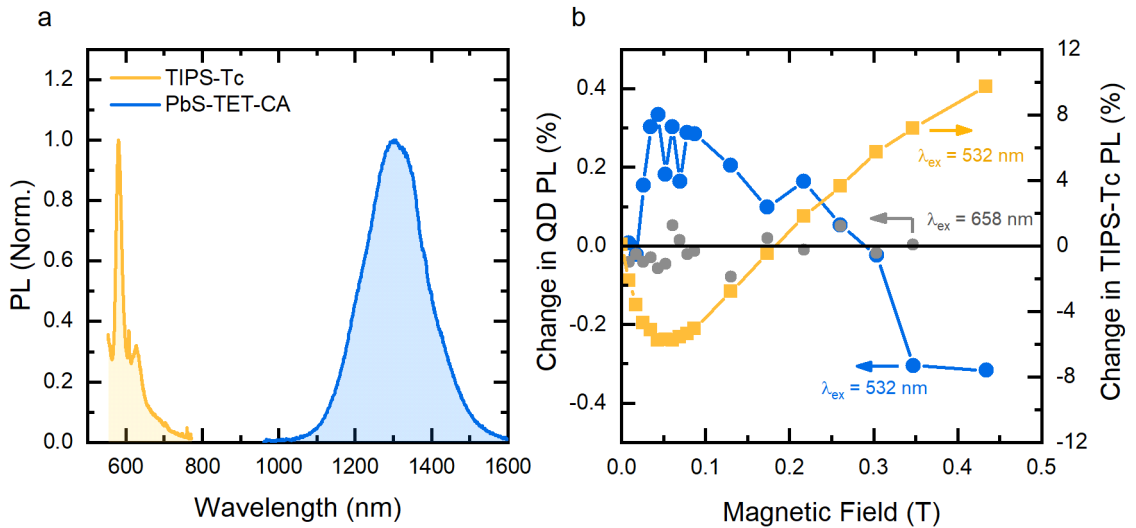 a
PL (Norm.)
1.2
1.0
0.8
0.6
0.4
0.2
0.0
TIPS-Tc
PbS-TET-CA
600 800 1000 1200 1400 1600
Wavelength (nm)
b
Change in QD PL (%)
0.4
0.2
0.0
-0.2
-0.4
λex = 532 nm
λex = 658 nm
λex = 532 nm
12
8
4
0
-4
-8
-12
Change in TIPS-Tc PL (%)
0.0 0.1 0.2 0.3 0.4 0.5
Magnetic Field (T)